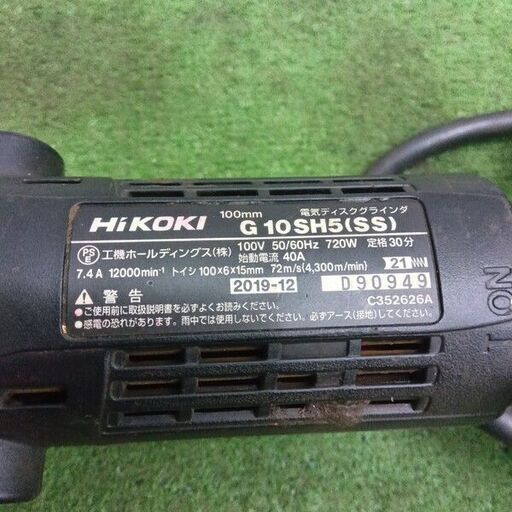 HiKOKI
100mm 電気ディスクグラインダ
G 10SH5(SS)
PSE 工機ホールディングス(株) 100V 50/60Hz 720W 定格30分
始動電流 40A
7.4A 12000min⁻¹ トイシ 100×6×15mm 72m/s(4,300m/min) 21
⚠ 警告 2019-12 D90949
●ご使用前に取扱説明書を必ずよくお読みください。 C352626A
●感電の恐れがあります。雨中では使用しないでください。必ずアース(接地)してください。
ON